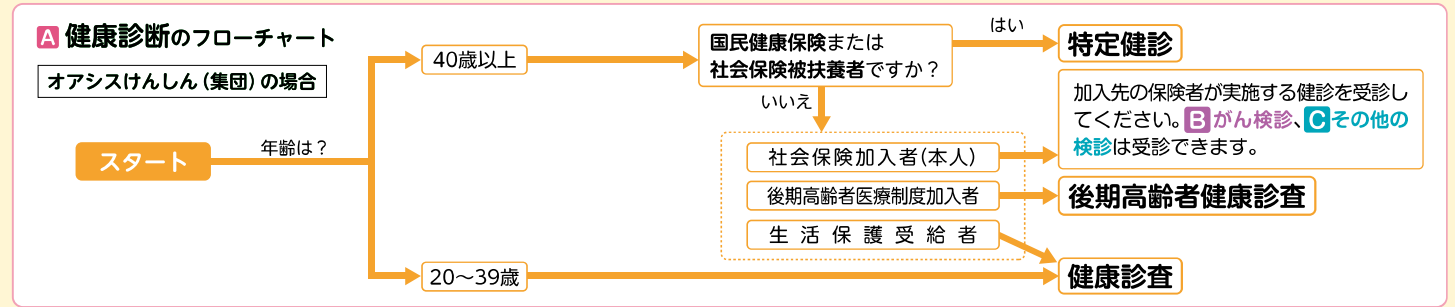 A 健康診断のフローチャート
オアシスけんしん(集団)の場合
スタート
年齢は?
40歳以上
国民健康保険または
社会保険被扶養者ですか?
はい
特定健診
いいえ
社会保険加入者(本人)
加入先の保険者が実施する健診を受診し
てください。Bがん検診、Cその他の
検診は受診できます。
後期高齢者医療制度加入者
後期高齢者健康診査
生活保護受給者
20~39歳
健康診査